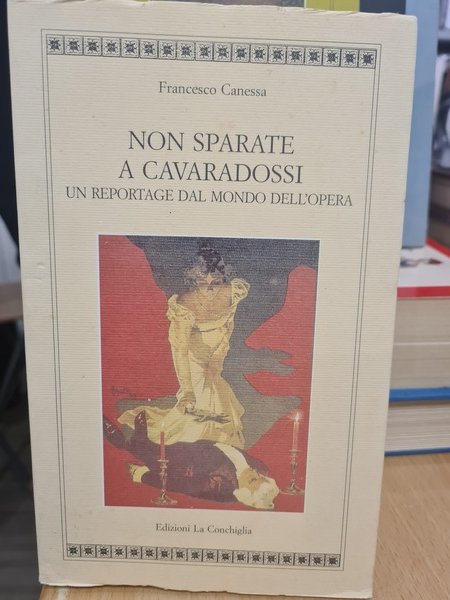 Francesco Canessa
NON SPARATE
A CAVARADOSSI
UN REPORTAGE DAL MONDO DELL'OPERA
Edizioni La Conchiglia